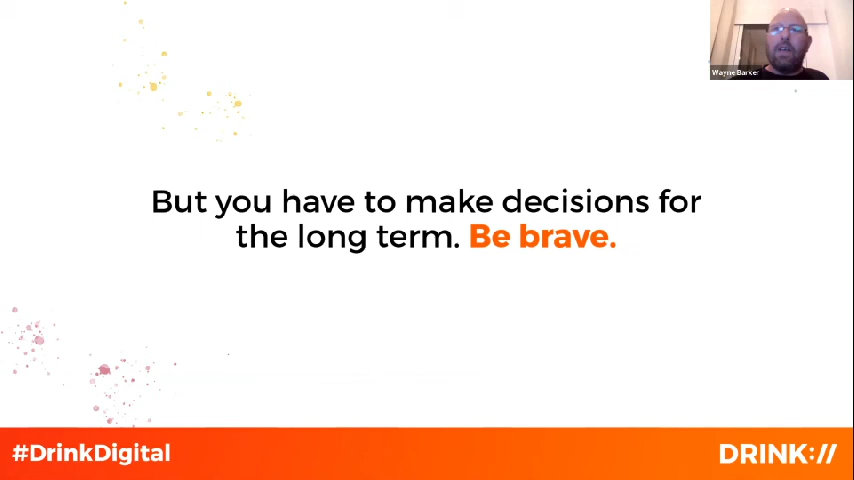 Wayne Barker
But you have to make decisions for
the long term. Be brave.
#DrinkDigital
DRINK://